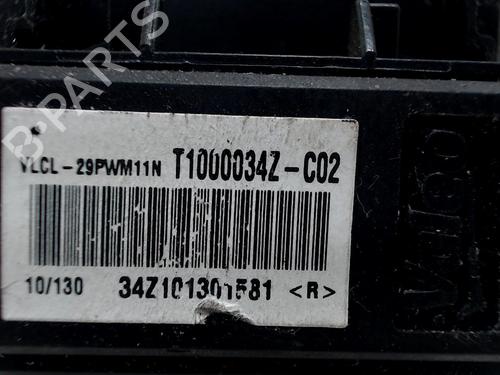 VLCL-29PWM11N T1000034Z-C02
10/130 34Z101301581 <R>
Valeo
B-PARTS